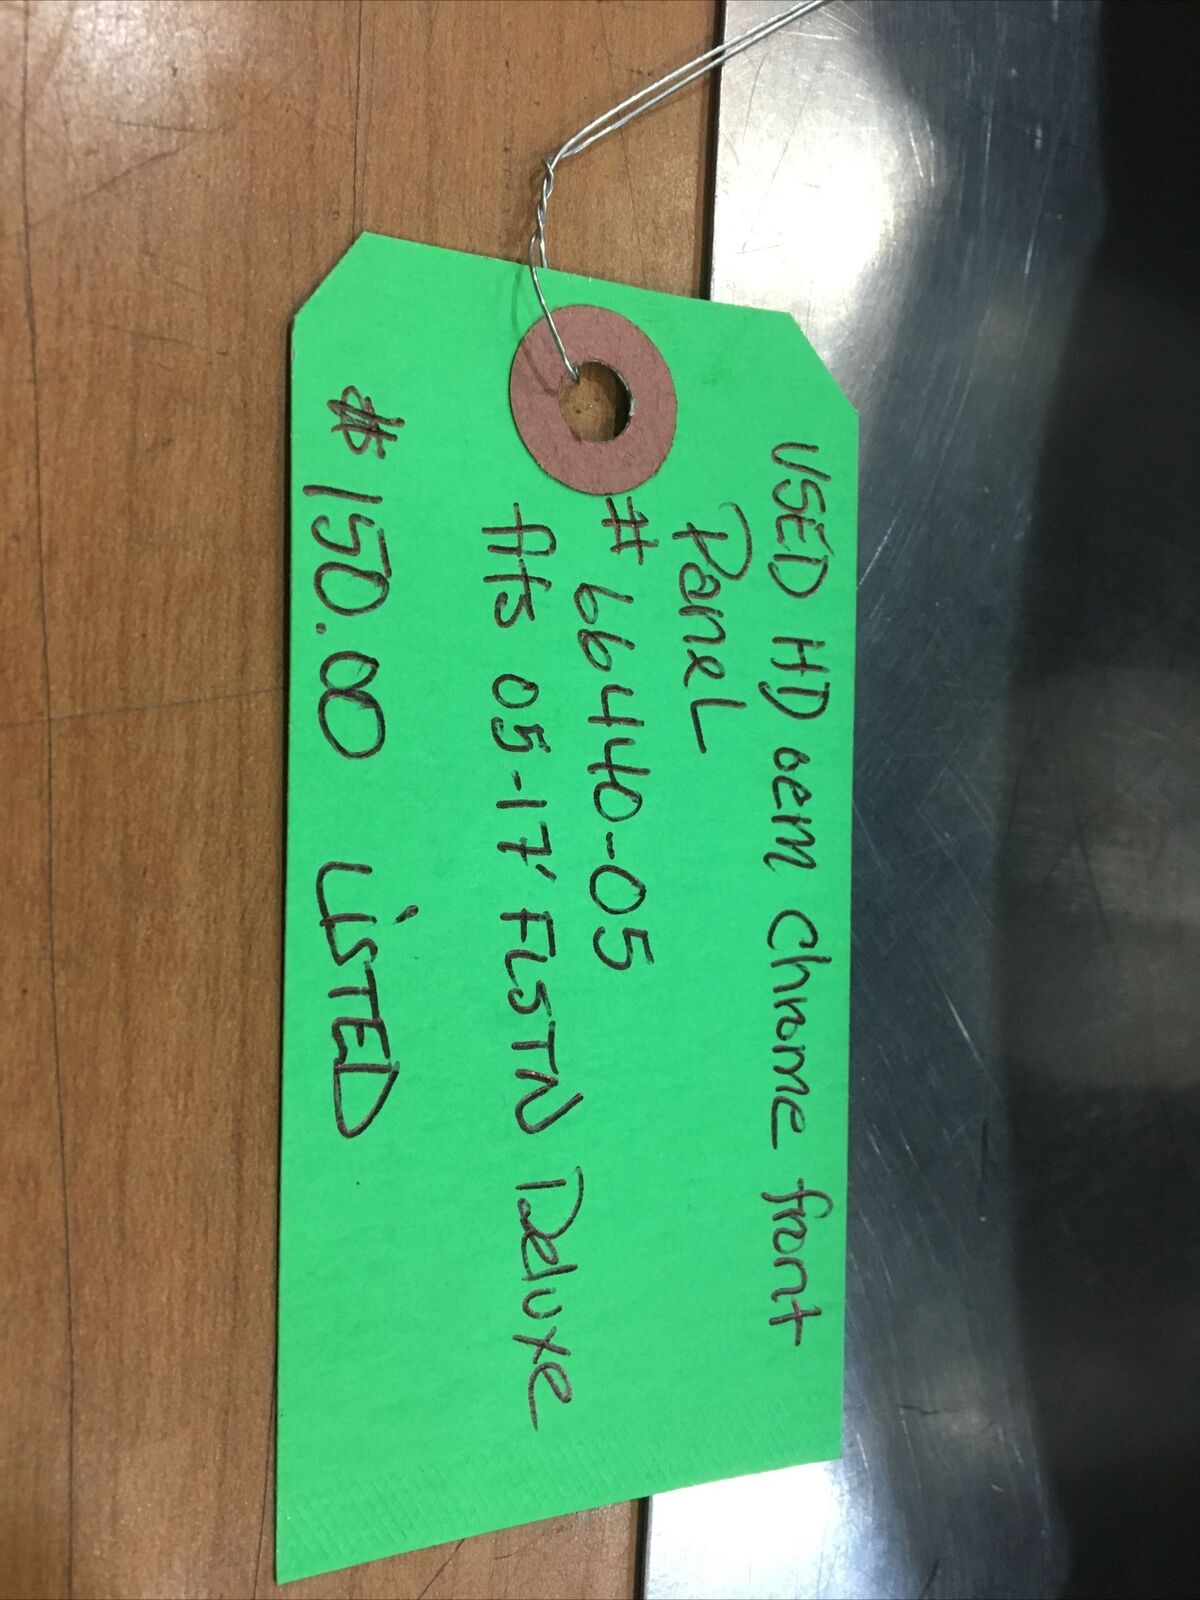 USED HD oem chrome front
Panel
# 66440-05
fits 05-17' FLSTN Deluxe
$150.00 LiSTED